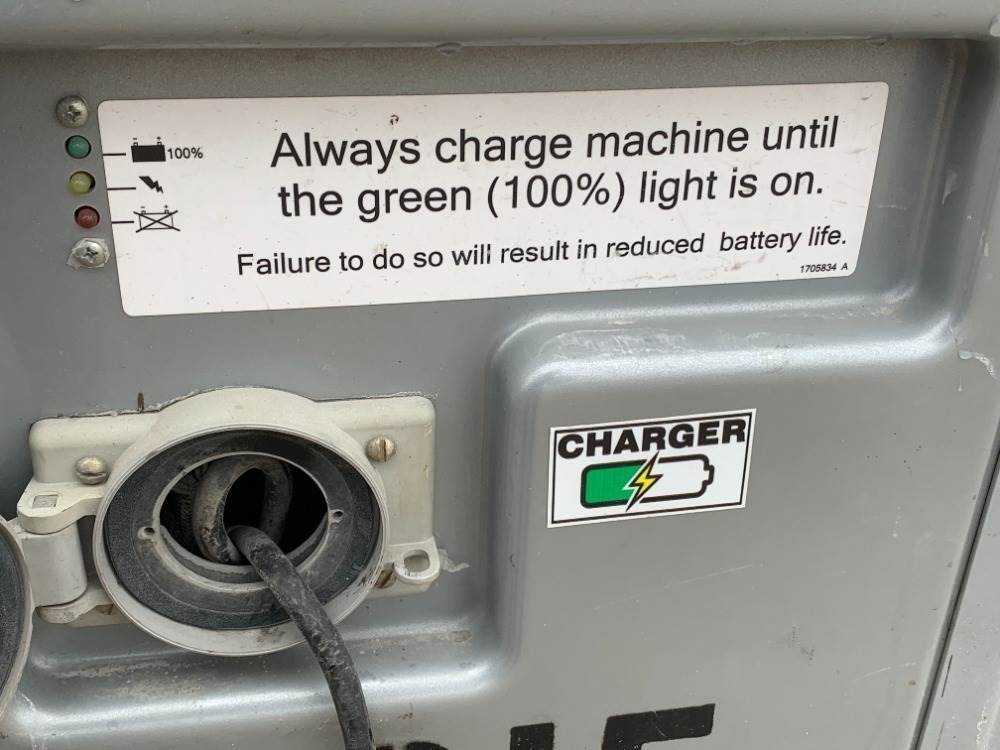 100%
Always charge machine until
the green (100%) light is on.
Failure to do so will result in reduced battery life.
1705834 A
CHARGER